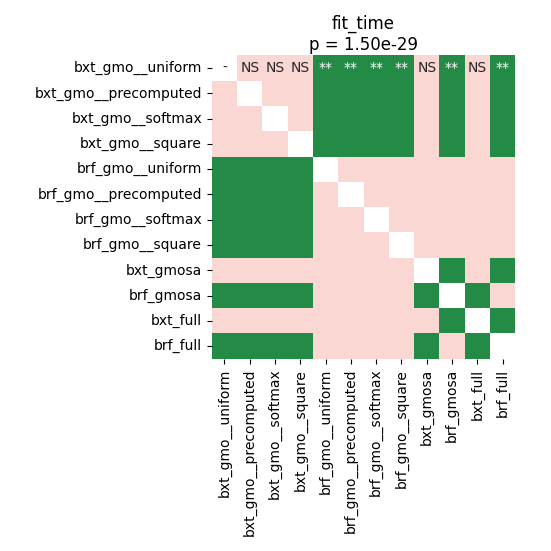 fit_time
p = 1.50e-29
bxt_gmo__uniform - NS NS NS ** ** ** ** NS ** NS **
bxt_gmo__precomputed
bxt_gmo__softmax
bxt_gmo__square
brf_gmo__uniform
brf_gmo__precomputed
brf_gmo__softmax
brf_gmo__square
bxt_gmosa
brf_gmosa
bxt_full
brf_full
bxt_gmo__uniform
bxt_gmo__precomputed
bxt_gmo__softmax
bxt_gmo__square
brf_gmo__uniform
brf_gmo__precomputed
brf_gmo__softmax
brf_gmo__square
bxt_gmosa
brf_gmosa
bxt_full
brf_full